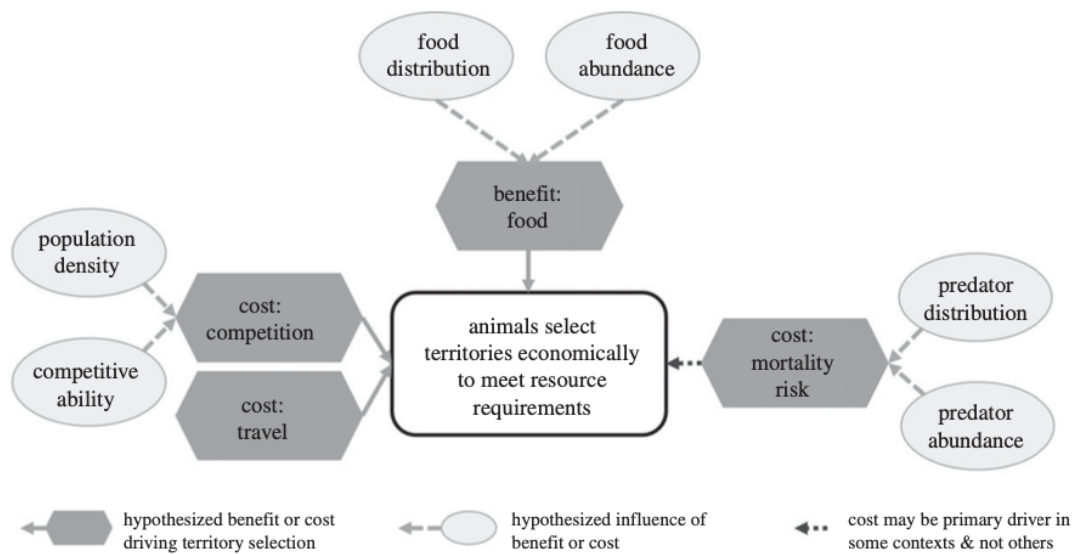 food
distribution
food
abundance
benefit:
food
population
density
competitive
ability
cost:
competition
cost:
travel
animals select
territories economically
to meet resource
requirements
cost:
mortality
risk
predator
distribution
predator
abundance
hypothesized benefit or cost
driving territory selection
hypothesized influence of
benefit or cost
cost may be primary driver in
some contexts & not others